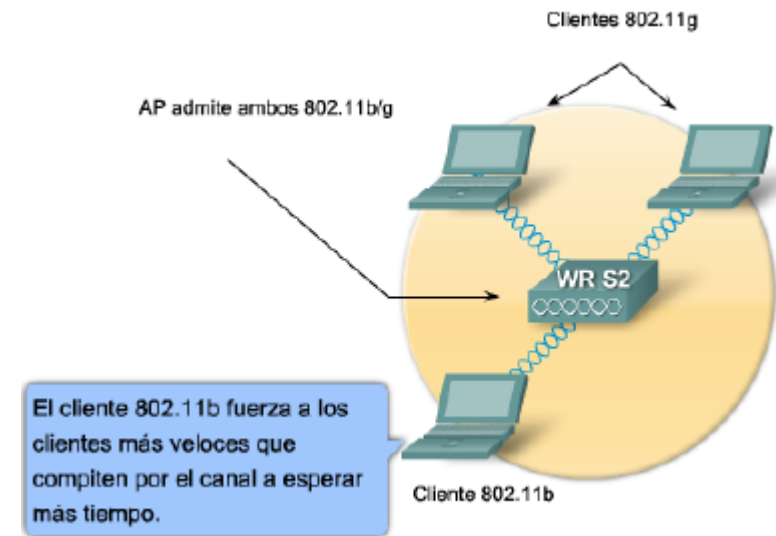 Clientes 802.11g
AP admite ambos 802.11b/g
WR S2
El cliente 802.11b fuerza a los
clientes más veloces que
compiten por el canal a esperar
más tiempo.
Cliente 802.11b